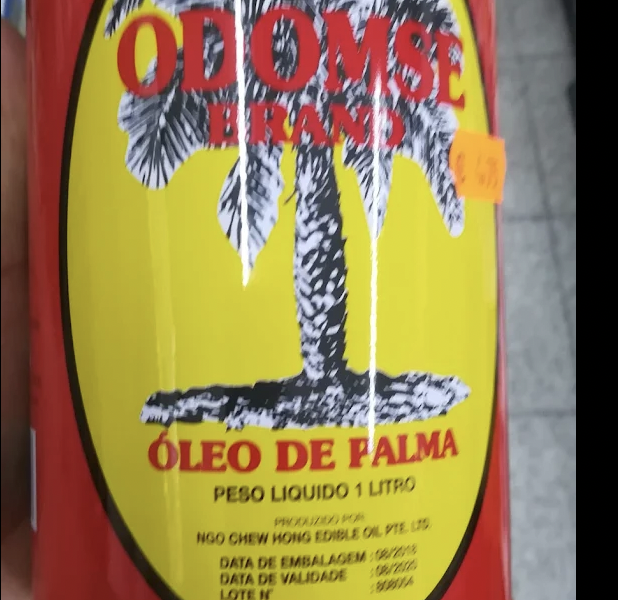 ODOMSE
BRAND
ÓLEO DE PALMA
PESO LIQUIDO 1 LITRO
PRODUZIDO POR
NGO CHEW HONG EDIBLE OIL PTE. LTD.
DATA DE EMBALAGEM : 08/2018
DATA DE VALIDADE : 08/2020
LOTE Nº : 808004